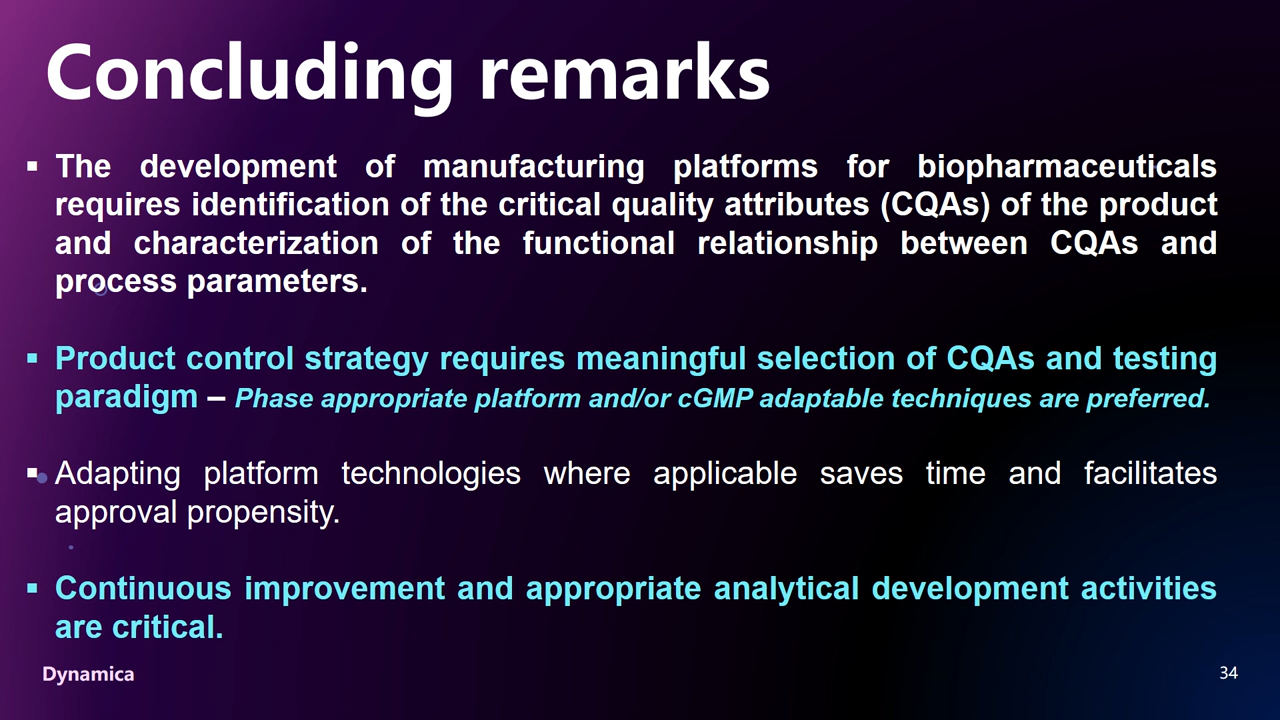 Concluding remarks
▪ The development of manufacturing platforms for biopharmaceuticals
requires identification of the critical quality attributes (CQAs) of the product
and characterization of the functional relationship between CQAs and
process parameters.
▪ Product control strategy requires meaningful selection of CQAs and testing
paradigm – Phase appropriate platform and/or cGMP adaptable techniques are preferred.
▪ Adapting platform technologies where applicable saves time and facilitates
approval propensity.
▪ Continuous improvement and appropriate analytical development activities
are critical.
Dynamica
34